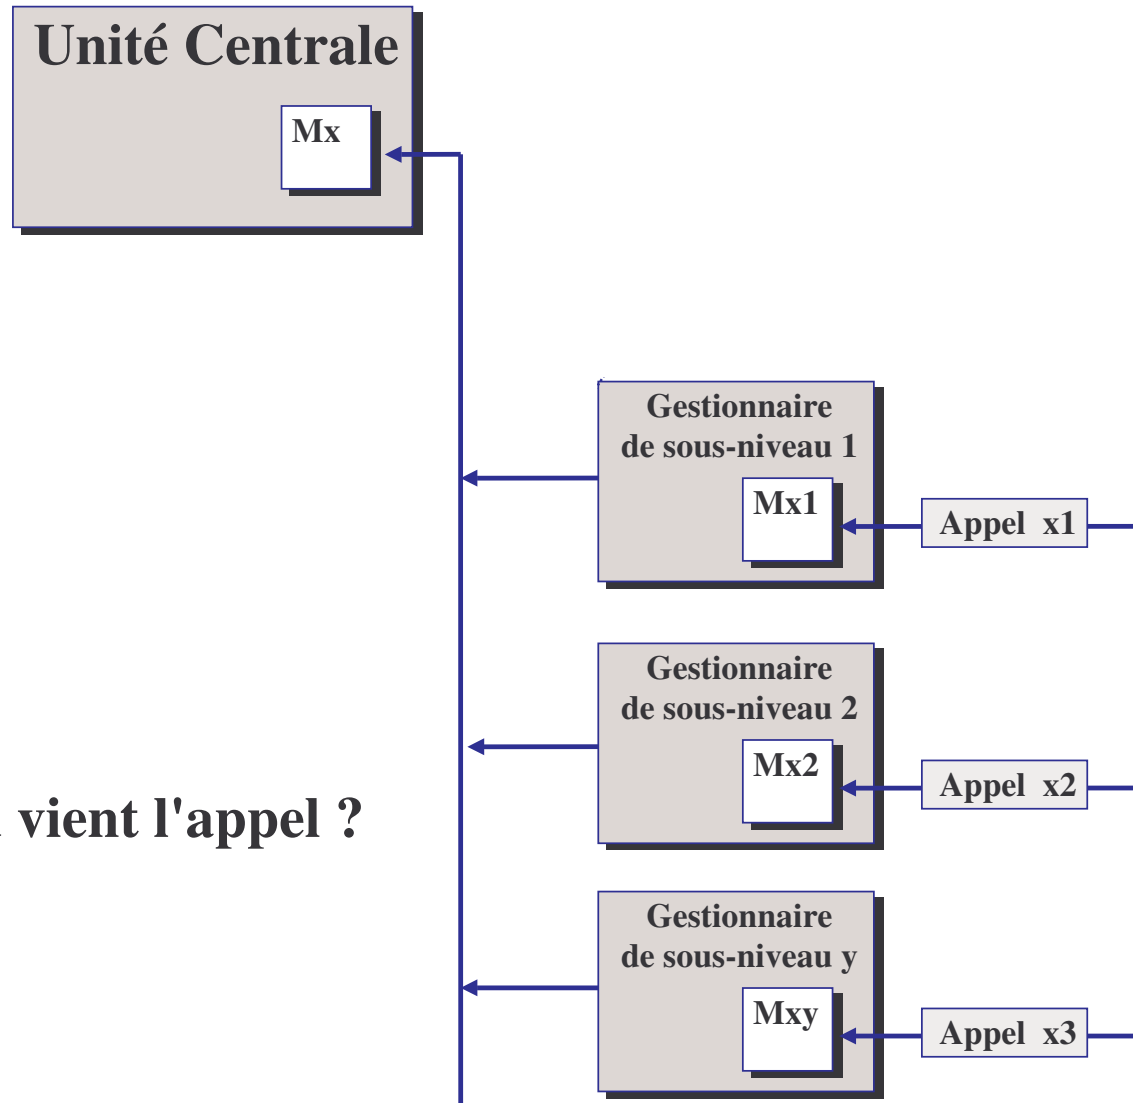 Unité Centrale
Mx
Gestionnaire
de sous-niveau 1
Mx1
Appel x1
Gestionnaire
de sous-niveau 2
Mx2
Appel x2
vient l'appel ?
Gestionnaire
de sous-niveau y
Mxy
Appel x3